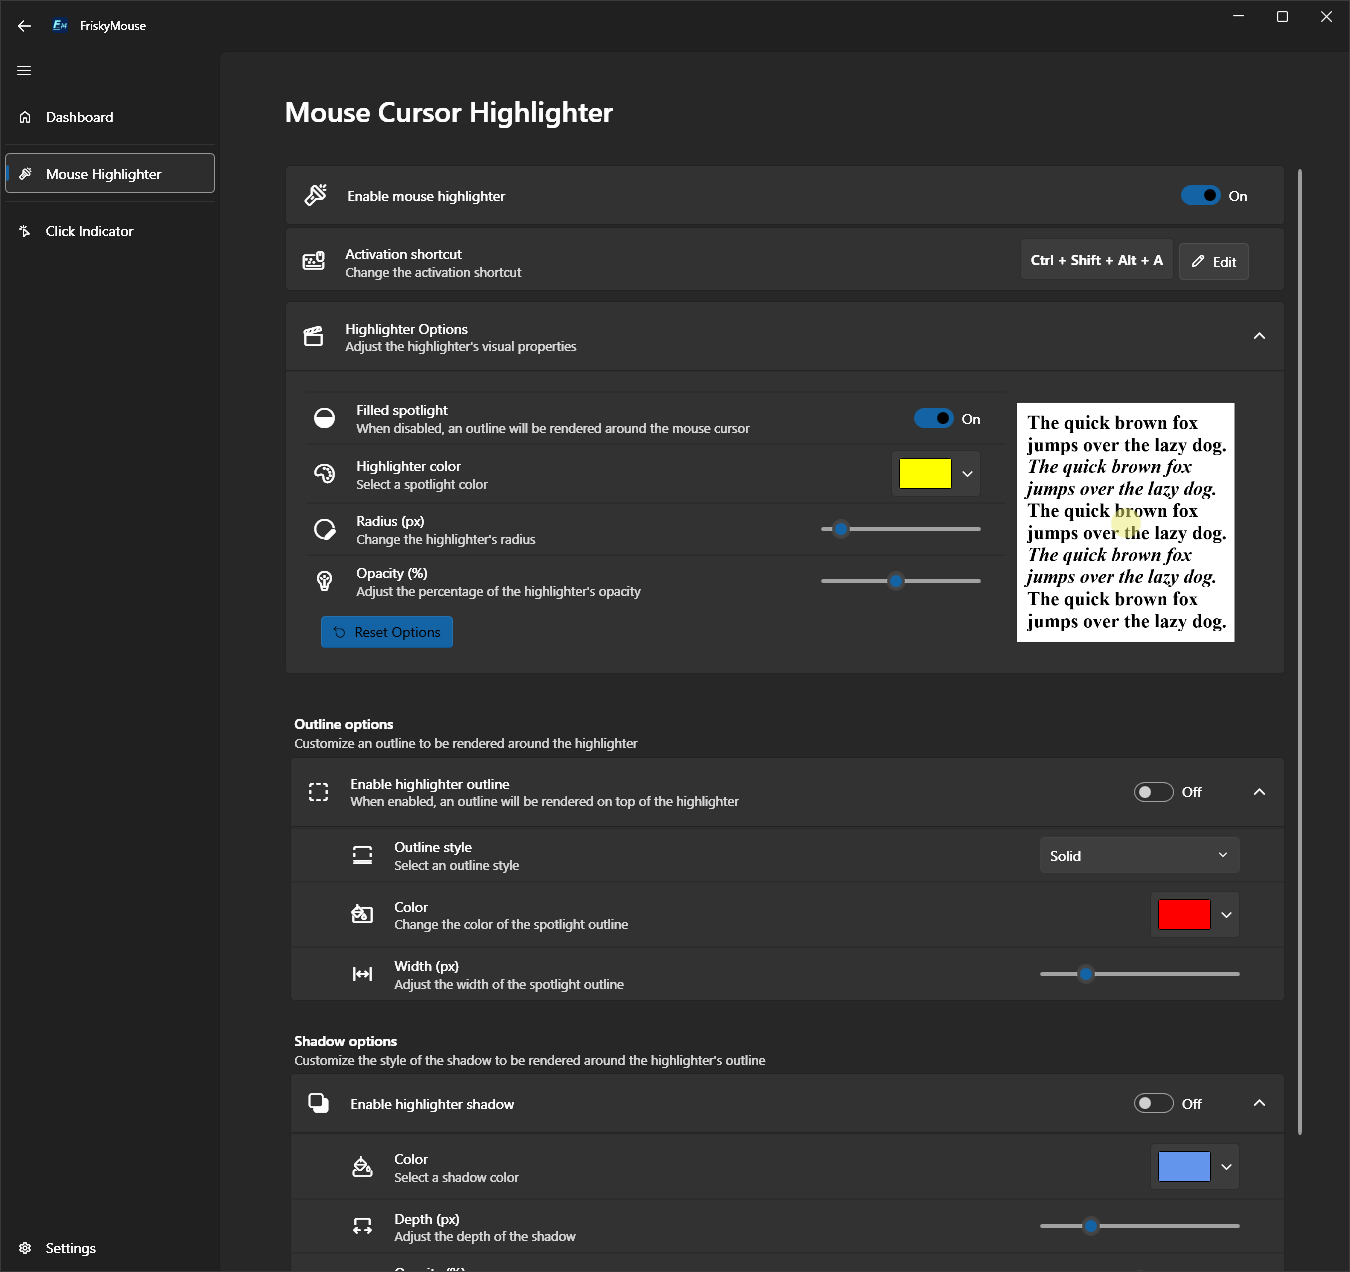 FM FriskyMouse
Dashboard
Mouse Highlighter
Click Indicator
Settings
Mouse Cursor Highlighter
Enable mouse highlighter
On
Activation shortcut
Change the activation shortcut
Ctrl + Shift + Alt + A
Edit
Highlighter Options
Adjust the highlighter's visual properties
Filled spotlight
When disabled, an outline will be rendered around the mouse cursor
On
Highlighter color
Select a spotlight color
Radius (px)
Change the highlighter's radius
Opacity (%)
Adjust the percentage of the highlighter's opacity
Reset Options
The quick brown fox
jumps over the lazy dog.
The quick brown fox
jumps over the lazy dog.
The quick brown fox
jumps over the lazy dog.
The quick brown fox
jumps over the lazy dog.
The quick brown fox
jumps over the lazy dog.
Outline options
Customize an outline to be rendered around the highlighter
Enable highlighter outline
When enabled, an outline will be rendered on top of the highlighter
Off
Outline style
Select an outline style
Solid
Color
Change the color of the spotlight outline
Width (px)
Adjust the width of the spotlight outline
Shadow options
Customize the style of the shadow to be rendered around the highlighter's outline
Enable highlighter shadow
Off
Color
Select a shadow color
Depth (px)
Adjust the depth of the shadow